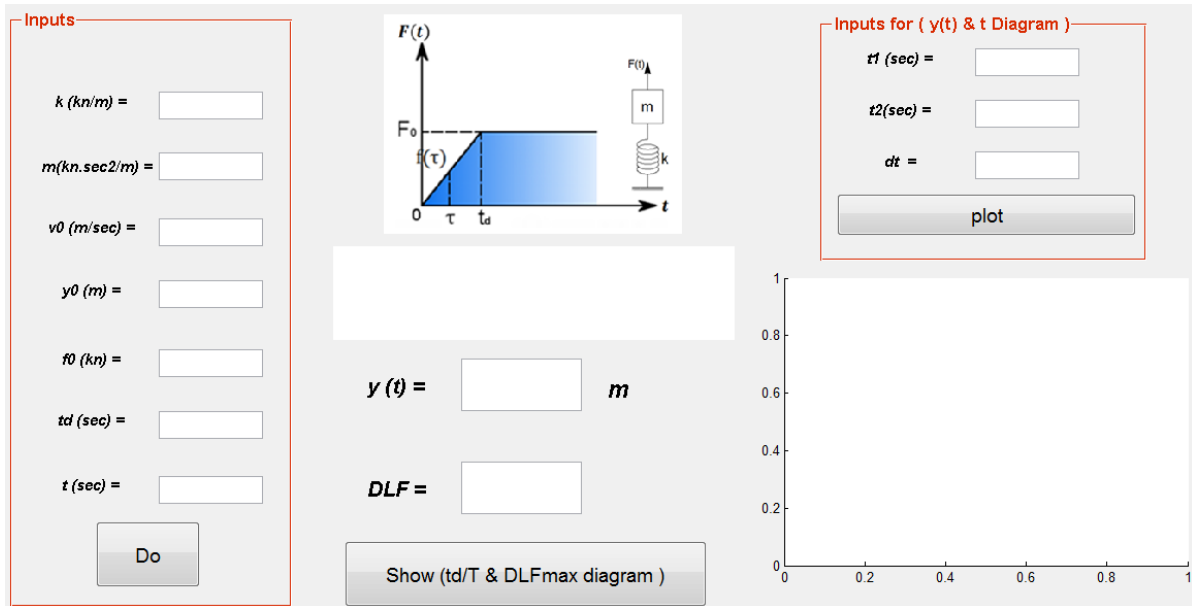 Inputs
k (kn/m) =
m(kn.sec2/m) =
v0 (m/sec) =
y0 (m) =
f0 (kn) =
td (sec) =
t (sec) =
Do
F(t)
F₀
f(τ)
0 τ t_d t
F(t)
m
k
y (t) = m
DLF =
Show (td/T & DLFmax diagram )
Inputs for ( y(t) & t Diagram )
t1 (sec) =
t2(sec) =
dt =
plot
1
0.8
0.6
0.4
0.2
0
0 0.2 0.4 0.6 0.8 1